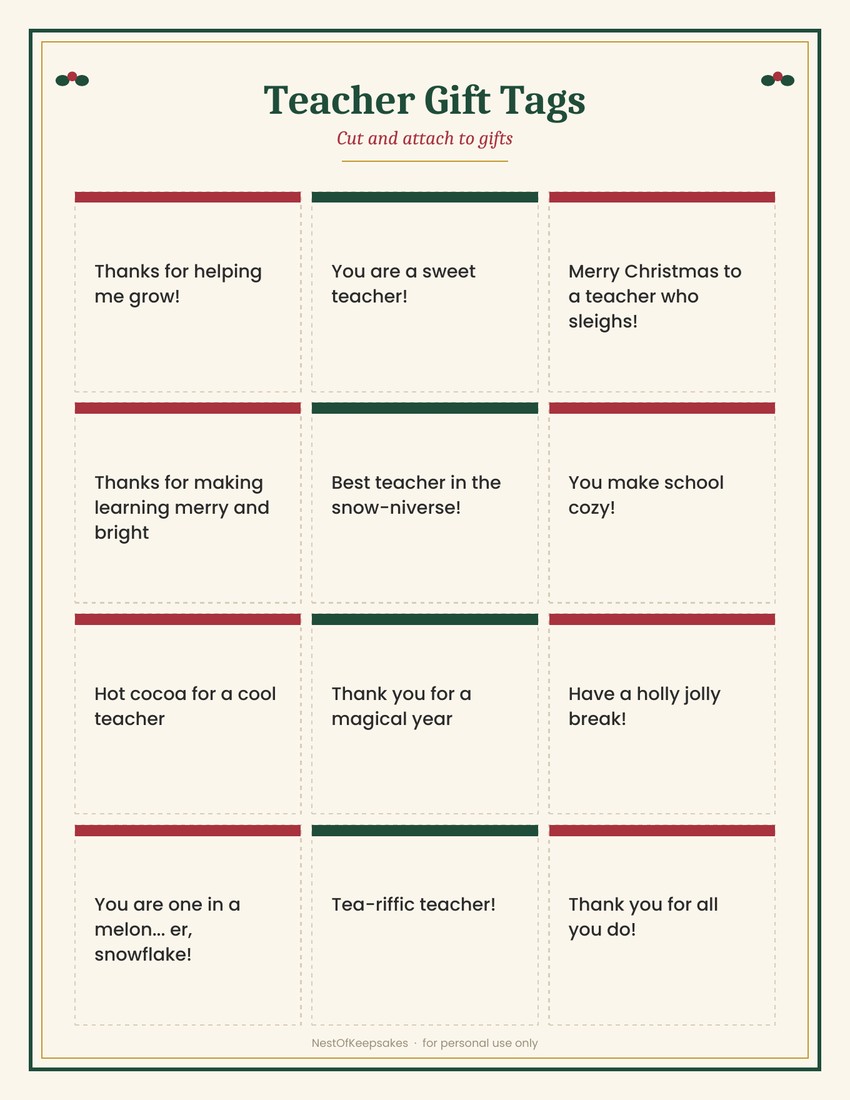 Teacher Gift Tags
Cut and attach to gifts
Thanks for helping
me grow!
You are a sweet
teacher!
Merry Christmas to
a teacher who
sleighs!
Thanks for making
learning merry and
bright
Best teacher in the
snow-niverse!
You make school
cozy!
Hot cocoa for a cool
teacher
Thank you for a
magical year
Have a holly jolly
break!
You are one in a
melon... er,
snowflake!
Tea-riffic teacher!
Thank you for all
you do!
NestOfKeepsakes · for personal use only